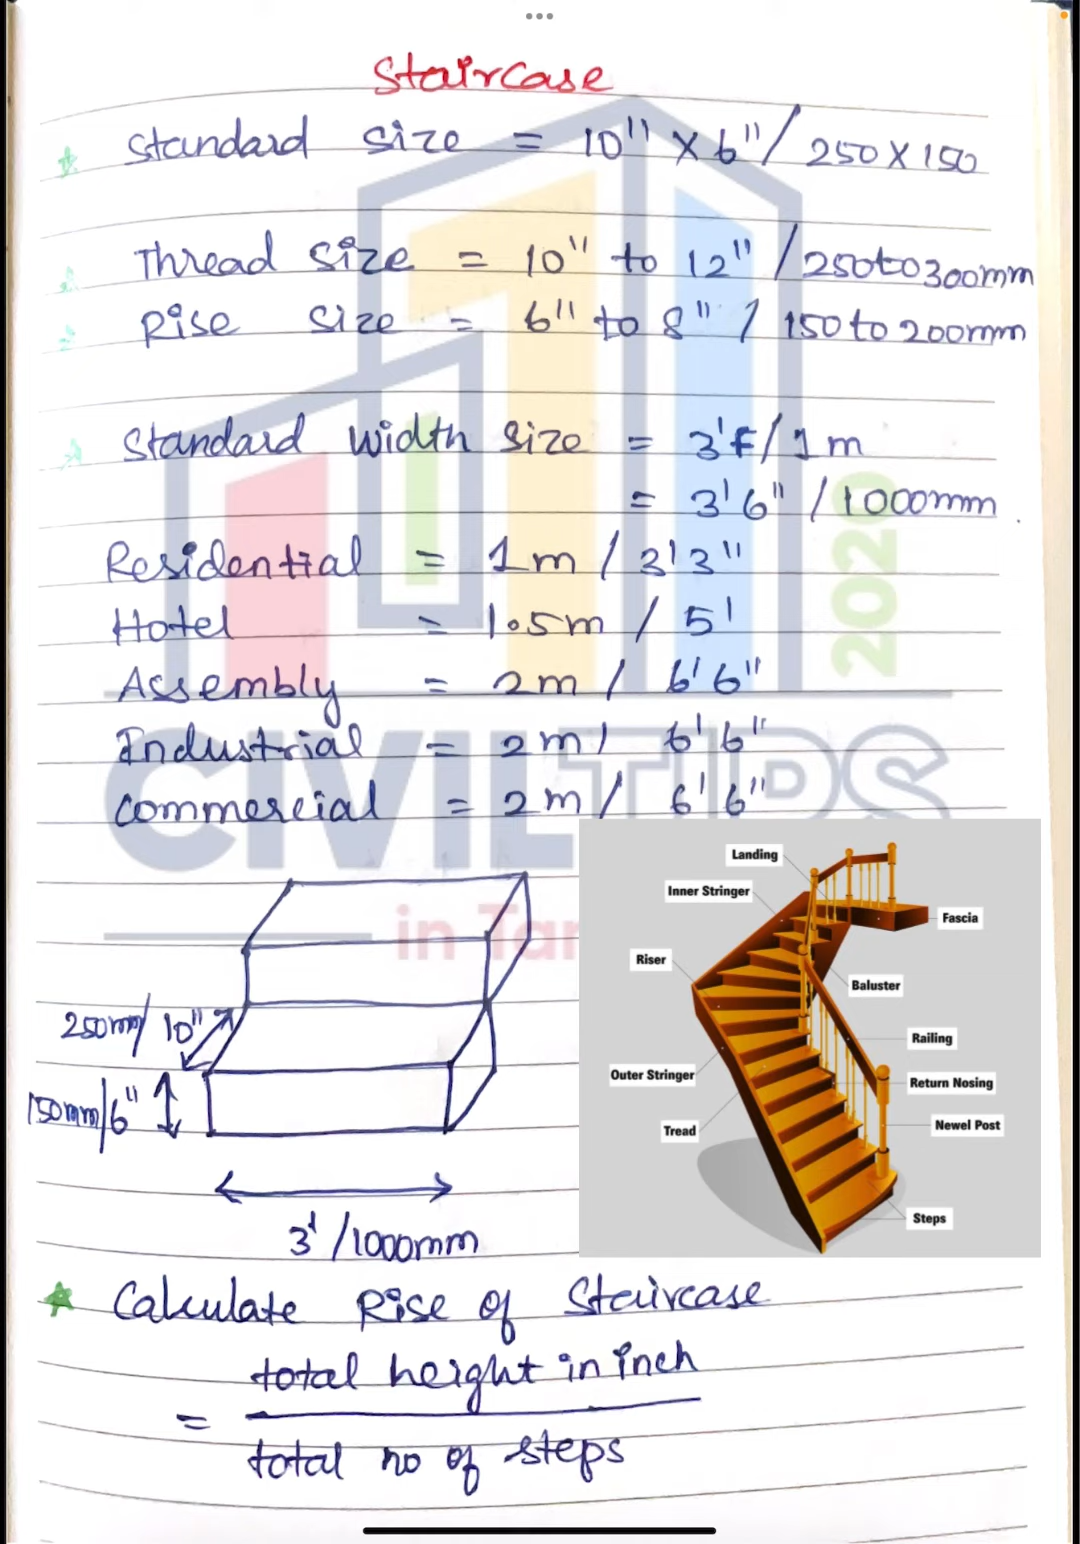 Staircase
Standard size = 10" X 6" / 250 X 150
Thread size = 10" to 12" / 250 to 300mm
Rise size = 6" to 8" / 150 to 200mm
Standard Width Size = 3'F / 1m
= 3'6" / 1000mm.
Residential = 1m / 3'3"
Hotel = 1.5m / 5'
Assembly = 2m / 6'6"
Industrial = 2m / 6'6"
Commercial = 2m / 6'6"
2020
CIVIL TIPS
in Tam
Landing
Inner Stringer
Fascia
Riser
Baluster
250mm / 10"
Railing
Outer Stringer
Return Nosing
150mm / 6"
Tread
Newel Post
Steps
3' / 1000mm
Calculate Rise of Staircase
= total height in inch
total no of steps